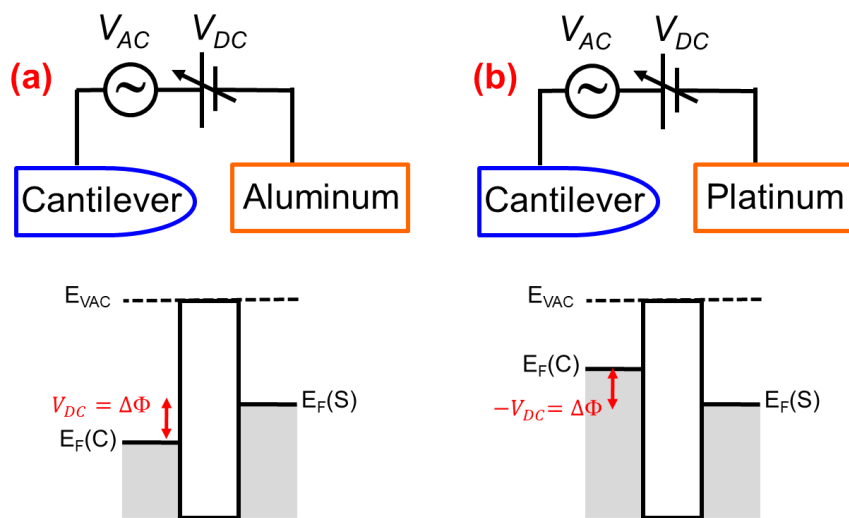 V_AC V_DC
(a)
~
Cantilever
Aluminum
E_VAC
V_DC = ΔΦ
E_F(S)
E_F(C)
V_AC V_DC
(b)
~
Cantilever
Platinum
E_VAC
E_F(C)
−V_DC = ΔΦ
E_F(S)